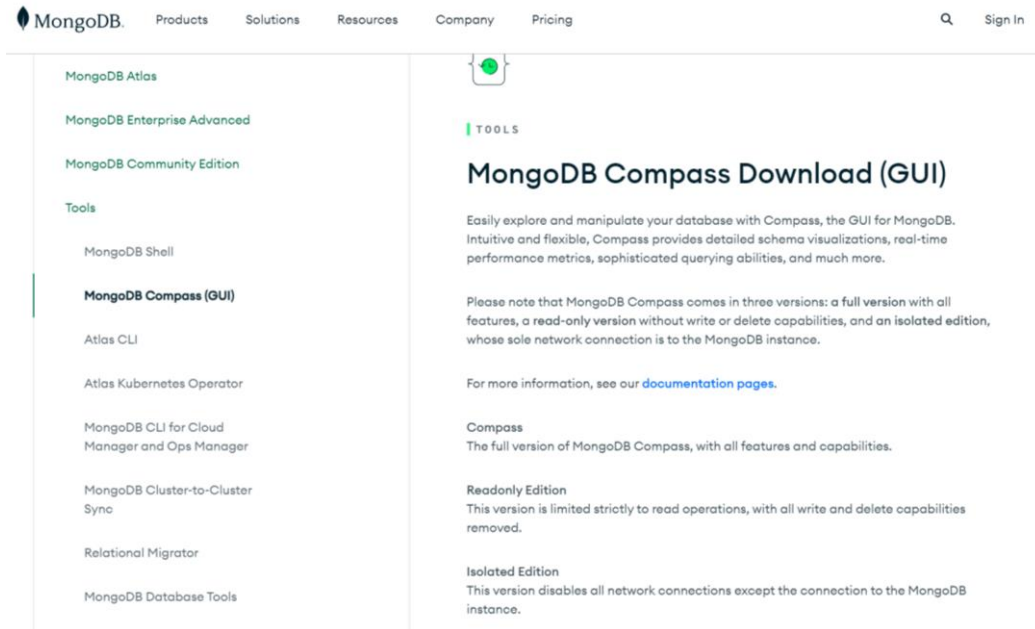 MongoDB.
Products
Solutions
Resources
Company
Pricing
Sign In
MongoDB Atlas
MongoDB Enterprise Advanced
MongoDB Community Edition
Tools
MongoDB Shell
MongoDB Compass (GUI)
Atlas CLI
Atlas Kubernetes Operator
MongoDB CLI for Cloud
Manager and Ops Manager
MongoDB Cluster-to-Cluster
Sync
Relational Migrator
MongoDB Database Tools
TOOLS
MongoDB Compass Download (GUI)
Easily explore and manipulate your database with Compass, the GUI for MongoDB.
Intuitive and flexible, Compass provides detailed schema visualizations, real-time
performance metrics, sophisticated querying abilities, and much more.
Please note that MongoDB Compass comes in three versions: a full version with all
features, a read-only version without write or delete capabilities, and an isolated edition,
whose sole network connection is to the MongoDB instance.
For more information, see our documentation pages.
Compass
The full version of MongoDB Compass, with all features and capabilities.
Readonly Edition
This version is limited strictly to read operations, with all write and delete capabilities
removed.
Isolated Edition
This version disables all network connections except the connection to the MongoDB
instance.